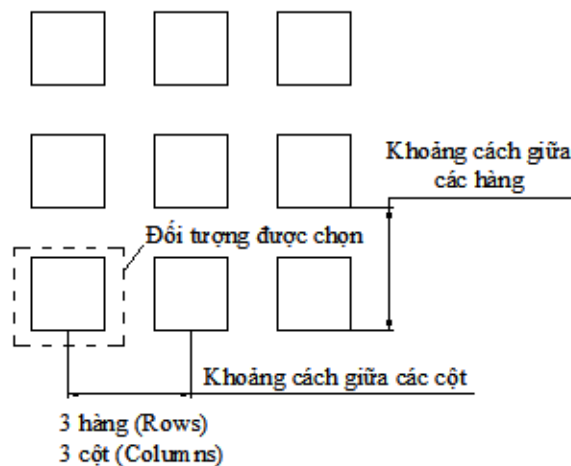 Khoảng cách giữa
các hàng
Đối tượng được chọn
Khoảng cách giữa các cột
3 hàng (Rows)
3 cột (Columns)